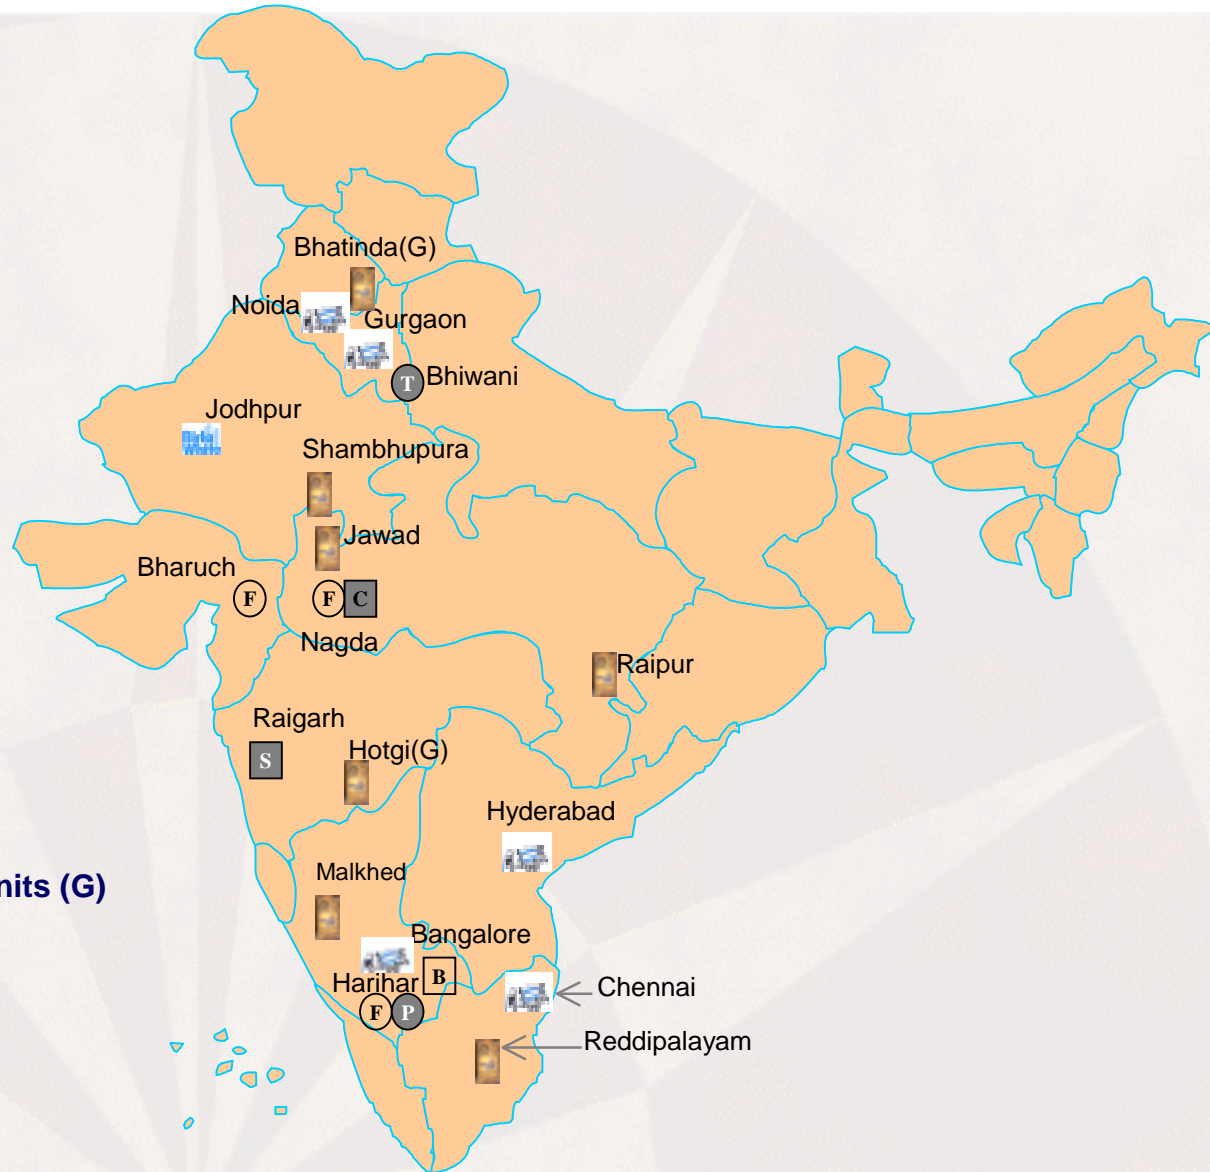 Bhatinda(G)
Noida
Gurgaon
T Bhiwani
Jodhpur
Shambhupura
Jawad
Bharuch
F
F C
Nagda
Raipur
Raigarh
S
Hotgi(G)
Hyderabad
Malkhed
nits (G)
Bangalore
Harihar B
Chennai
F P
Reddipalayam